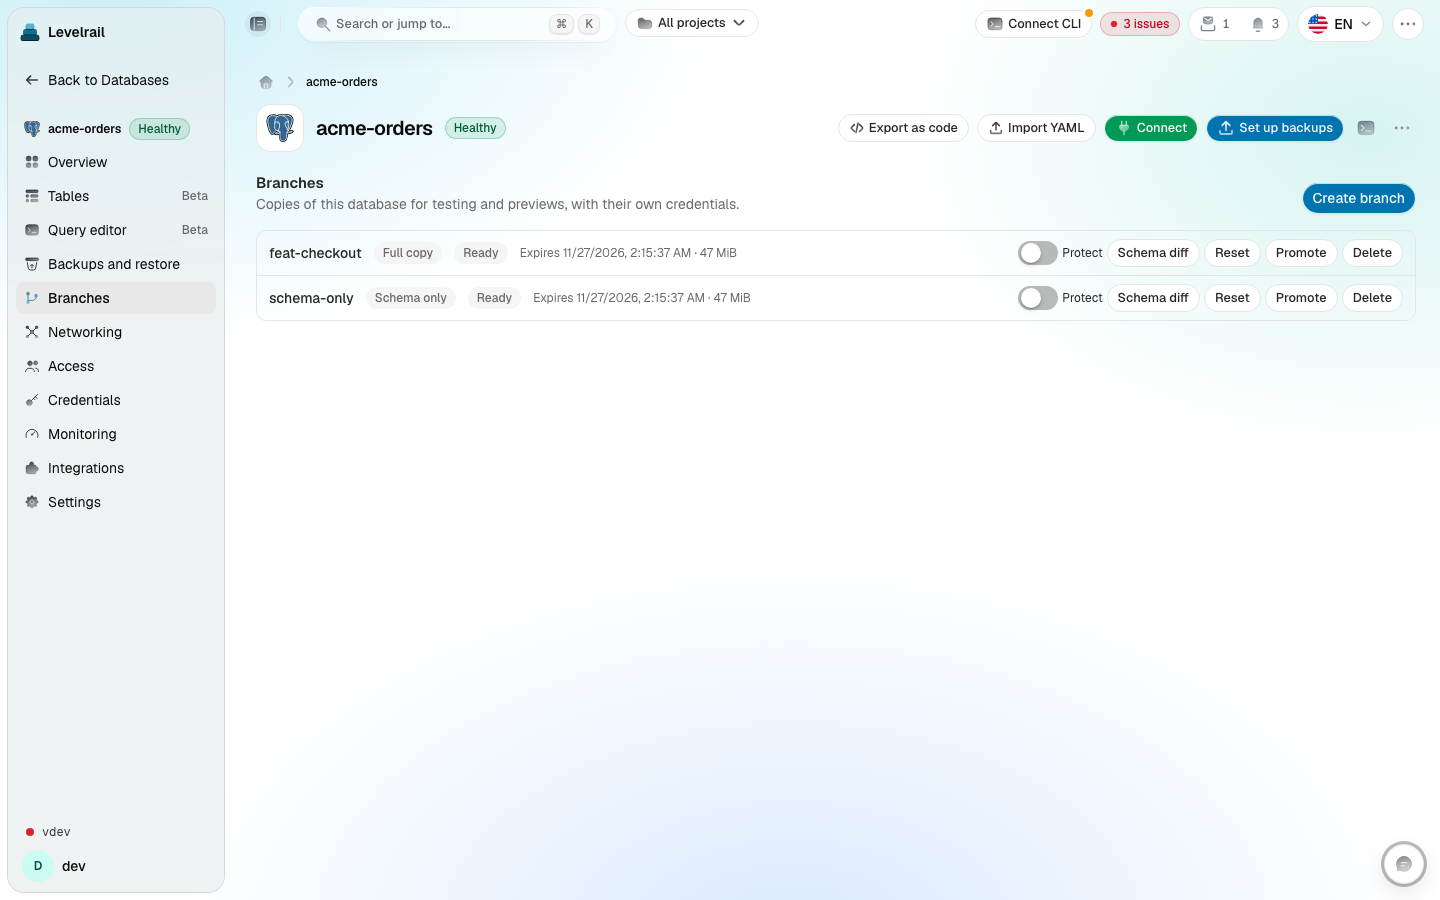 Levelrail
Search or jump to...
⌘
K
All projects
Connect CLI
3 issues
1
3
EN
Back to Databases
acme-orders
acme-orders
Healthy
acme-orders
Healthy
Export as code
Import YAML
Connect
Set up backups
Overview
Tables
Beta
Query editor
Beta
Backups and restore
Branches
Networking
Access
Credentials
Monitoring
Integrations
Settings
Branches
Copies of this database for testing and previews, with their own credentials.
Create branch
feat-checkout Full copy Ready Expires 11/27/2026, 2:15:37 AM · 47 MiB Protect Schema diff Reset Promote Delete
schema-only Schema only Ready Expires 11/27/2026, 2:15:37 AM · 47 MiB Protect Schema diff Reset Promote Delete
vdev
D
dev